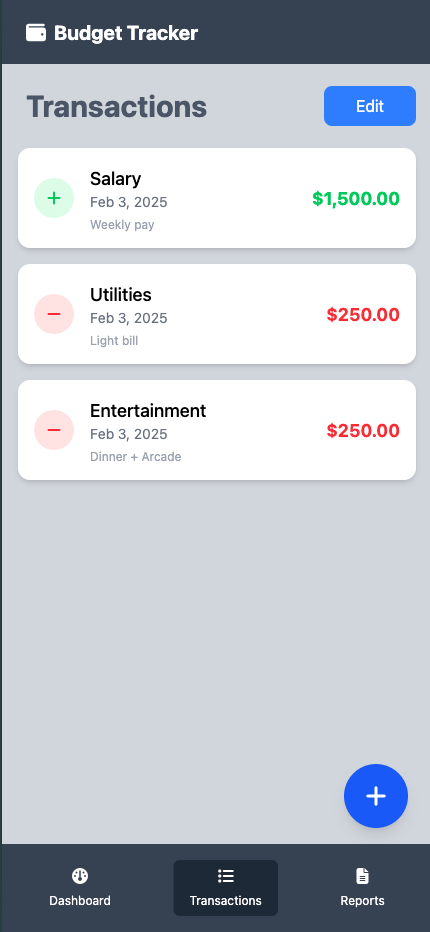 Budget Tracker
Transactions
Edit
Salary
Feb 3, 2025
Weekly pay
$1,500.00
Utilities
Feb 3, 2025
Light bill
$250.00
Entertainment
Feb 3, 2025
Dinner + Arcade
$250.00
Dashboard
Transactions
Reports